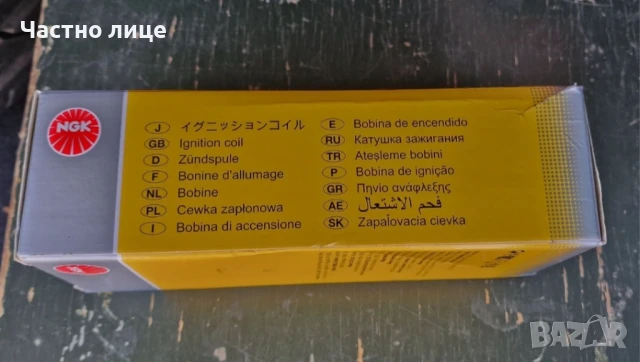 Частно лице
NGK
J イグニッションコイル
GB Ignition coil
D Zündspule
F Bonine d'allumage
NL Bobine
PL Cewka zapłonowa
I Bobina di accensione
E Bobina de encendido
RU Катушка зажигания
TR Ateşleme bobini
P Bobina de ignição
GR Πηνίο ανάφλεξης
AE فحم الاشتعال
SK Zapaľovacia cievka
BAZAR